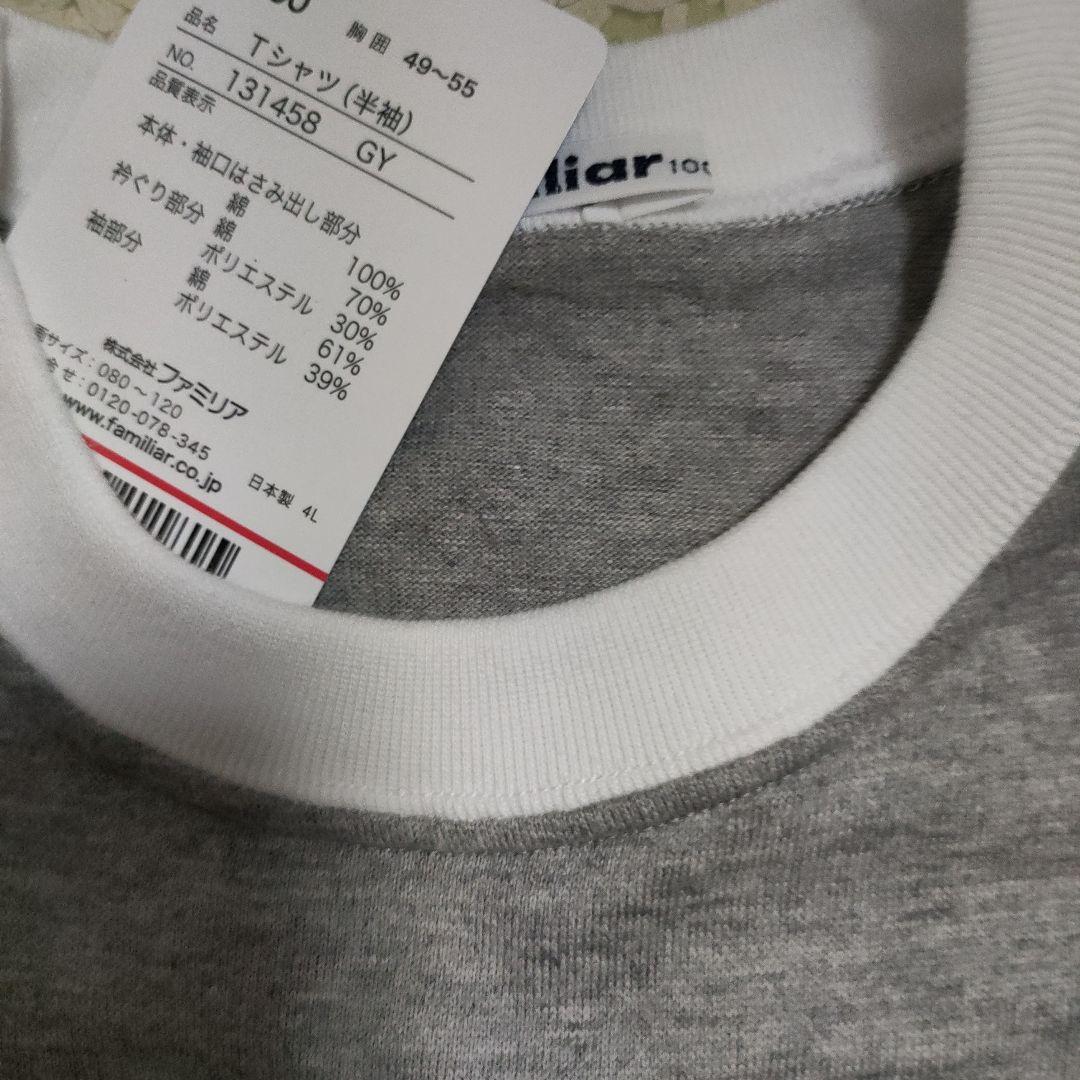 胸囲 49〜55
品名 Tシャツ(半袖)
NO. 131458 GY
品質表示
本体・袖口はさみ出し部分
綿 100%
衿ぐり部分 綿 70%
ポリエステル 30%
袖部分 綿 61%
ポリエステル 39%
株式会社ファミリア
サイズ:080〜120
合せ:0120-078-345
www.familiar.co.jp
日本製 4L
iliar 100